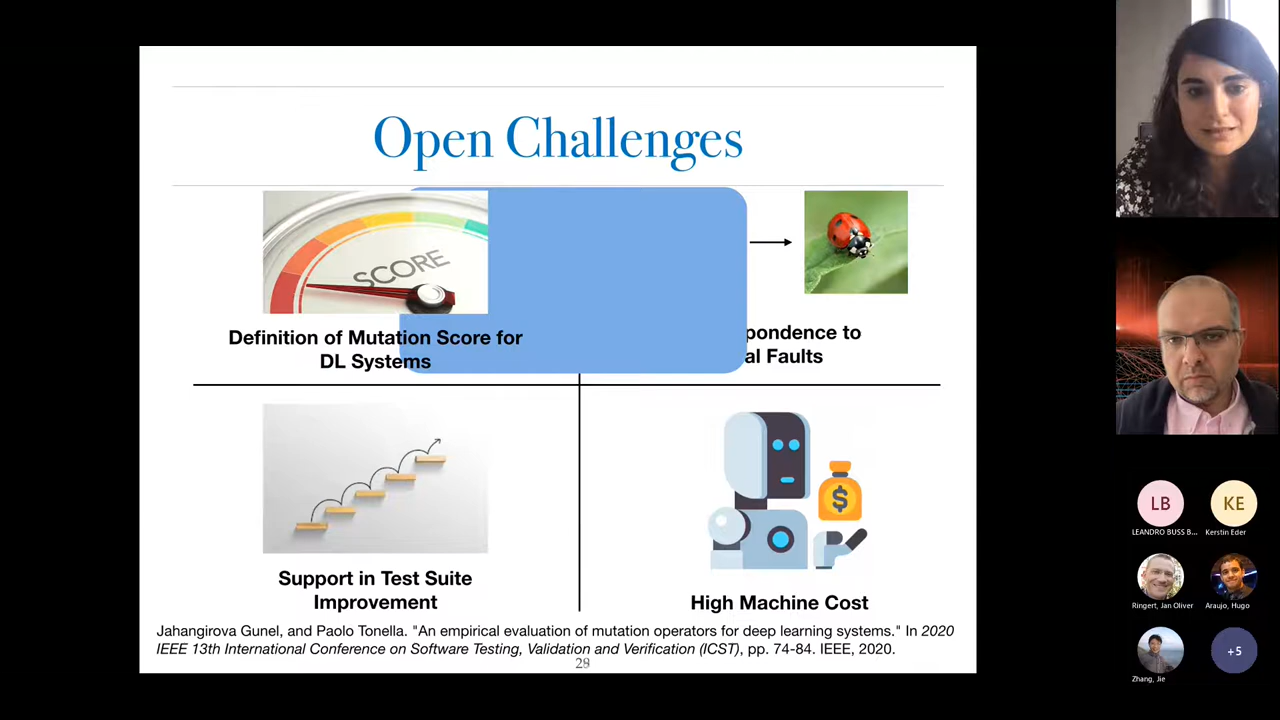 Open Challenges
SCORE
Definition of Mutation Score for
DL Systems
pondence to
al Faults
$
Support in Test Suite
Improvement
High Machine Cost
Jahangirova Gunel, and Paolo Tonella. "An empirical evaluation of mutation operators for deep learning systems." In 2020
IEEE 13th International Conference on Software Testing, Validation and Verification (ICST), pp. 74-84. IEEE, 2020.
LB
KE
LEANDRO BUSS B...
Kerstin Eder
Ringert, Jan Oliver
Araujo, Hugo
Zhang, Jie
+5